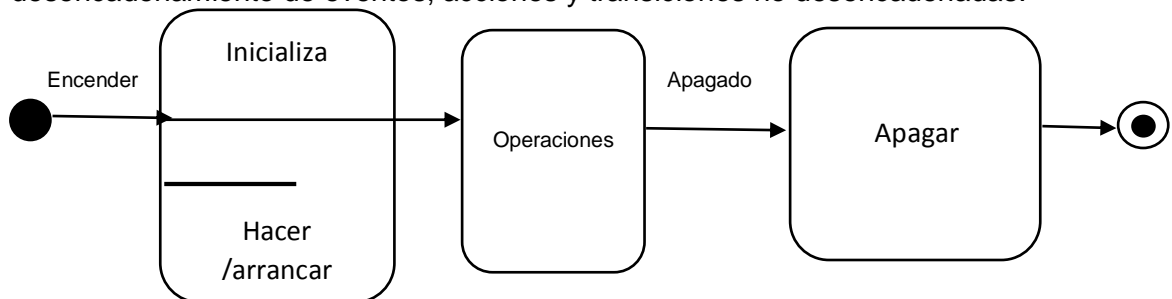 desencadenamiento de eventos, acciones y transiciones no desencadenadas.
Inicializa
Encender
Apagado
Operaciones
Apagar
Hacer
/arrancar